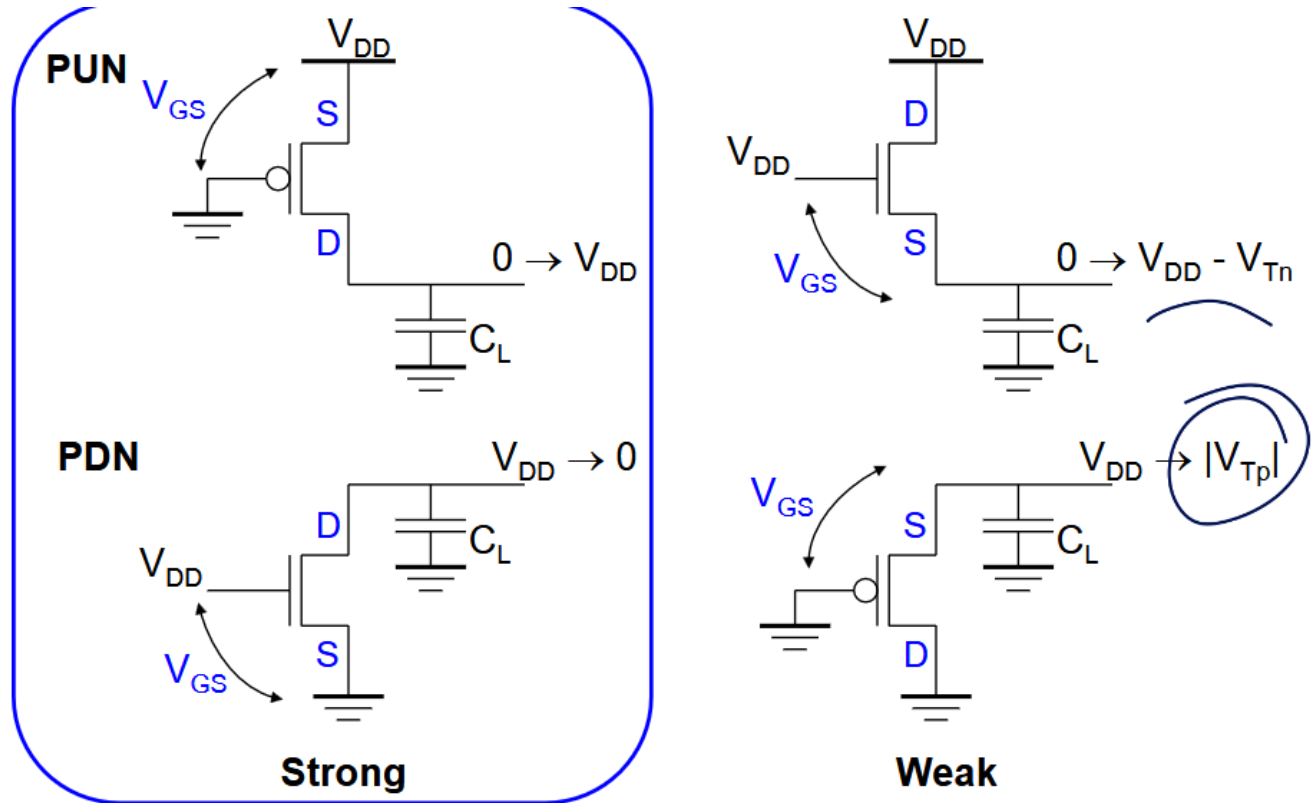 PUN
V_DD
V_GS
S
D
0 → V_DD
C_L
V_DD
D
V_DD
V_GS
S
0 → V_DD - V_Tn
C_L
PDN
V_DD → 0
D
C_L
V_DD
V_GS
S
V_DD → |V_Tp|
V_GS
S
C_L
D
Strong
Weak